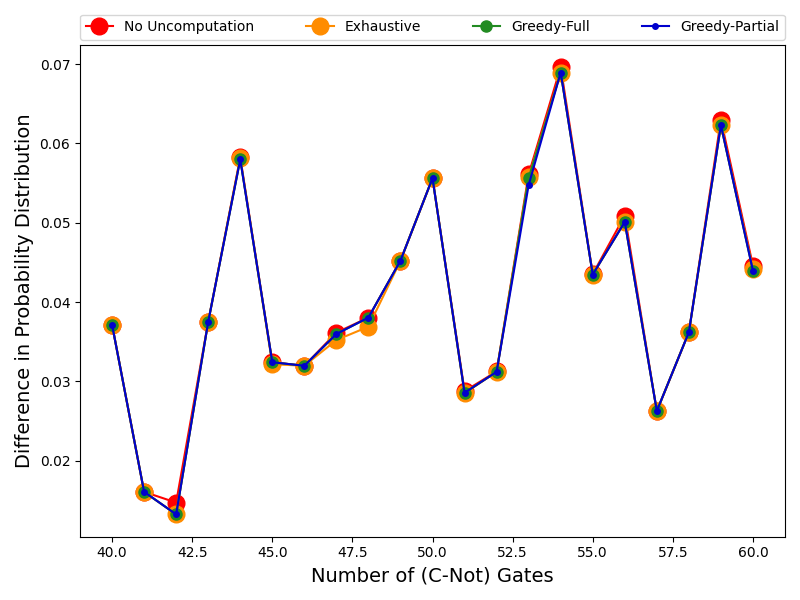 No Uncomputation Exhaustive Greedy-Full Greedy-Partial
0.07
0.06
0.05
0.04
0.03
0.02
Difference in Probability Distribution
40.0 42.5 45.0 47.5 50.0 52.5 55.0 57.5 60.0
Number of (C-Not) Gates